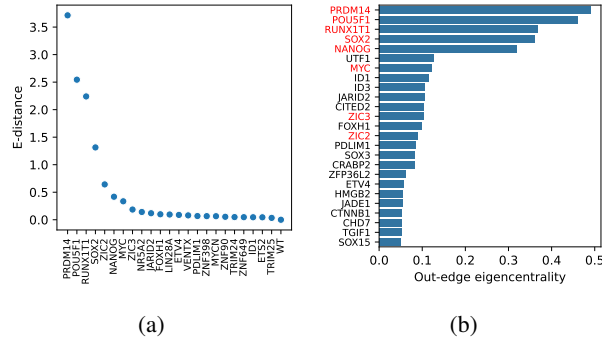 3.5
3.0
2.5
2.0
1.5
1.0
0.5
0.0
E-distance
PRDM14
POU5F1
RUNX1T1
SOX2
ZIC2
NANOG
MYC
ZIC3
NR5A2
JARID2
FOXH1
LIN28A
ETV4
VENTX
PDLIM1
ZNF398
MYCN
ZNF90
TRIM24
ZNF649
ID1
ETS2
TRIM25
WT
(a)
PRDM14
POU5F1
RUNX1T1
SOX2
NANOG
UTF1
MYC
ID1
ID3
JARID2
CITED2
ZIC3
FOXH1
ZIC2
PDLIM1
SOX3
CRABP2
ZFP36L2
ETV4
HMGB2
JADE1
CTNNB1
CHD7
TGIF1
SOX15
0.0 0.1 0.2 0.3 0.4 0.5
Out-edge eigencentrality
(b)